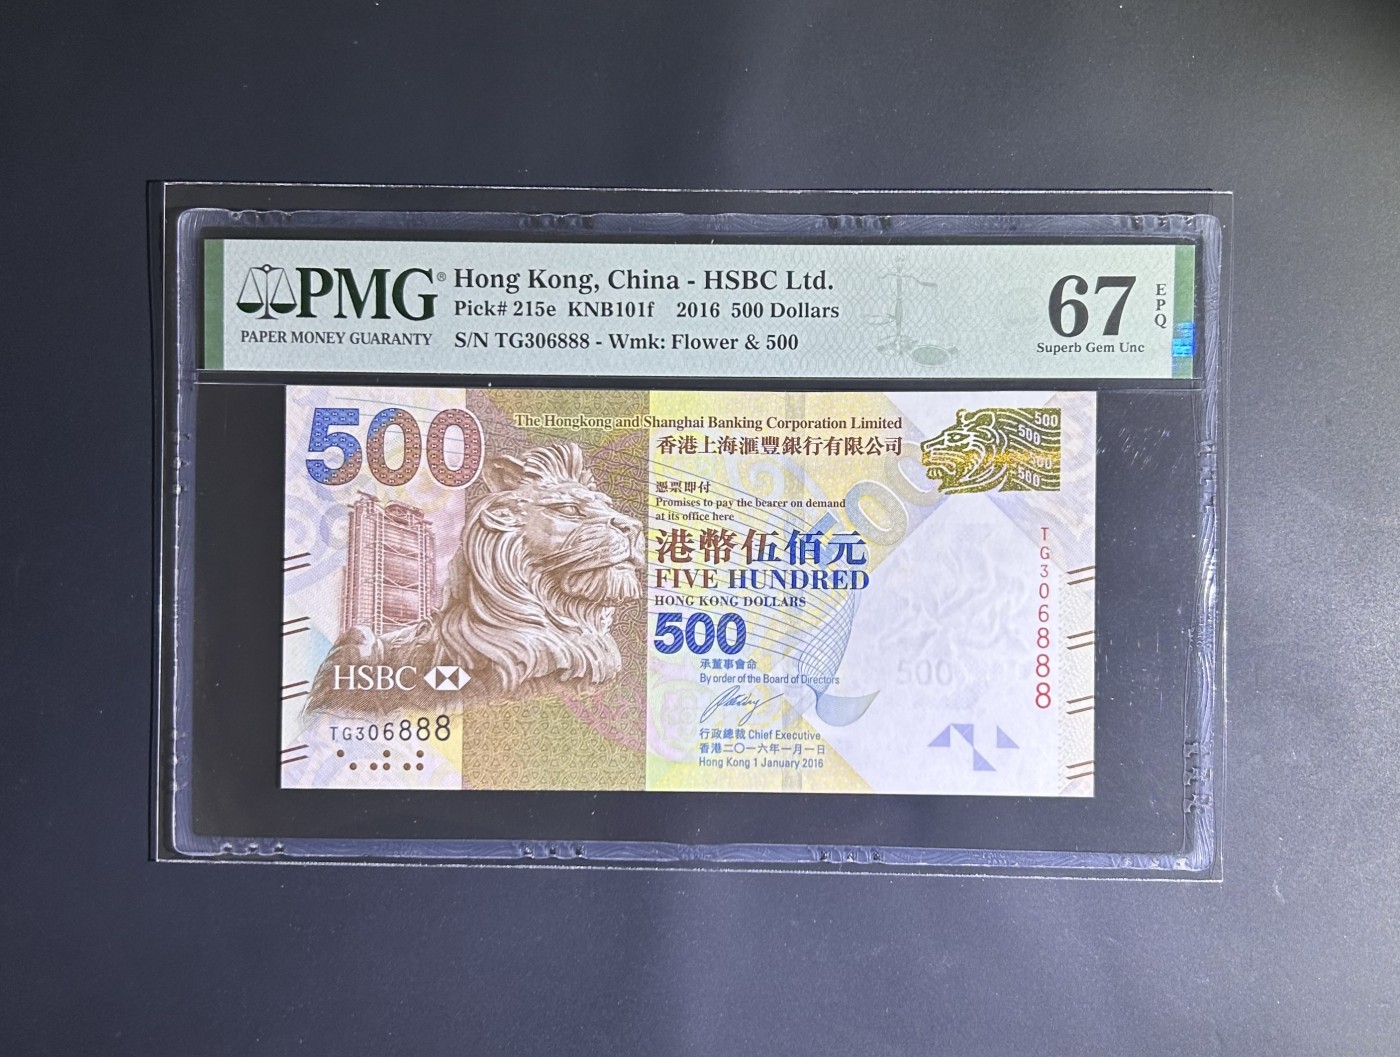 PMG®
PAPER MONEY GUARANTY
Hong Kong, China - HSBC Ltd.
Pick# 215e KNB101f 2016 500 Dollars
S/N TG306888 - Wmk: Flower & 500
67
EPQ
Superb Gem Unc
500
The Hongkong and Shanghai Banking Corporation Limited
香港上海滙豐銀行有限公司
500
500
500
500
500
憑票即付
Promises to pay the bearer on demand
at its office here
港幣伍佰元
FIVE HUNDRED
HONG KONG DOLLARS
500
500
承董事會命
By order of the Board of Directors
行政總裁 Chief Executive
香港二〇一六年一月一日
Hong Kong 1 January 2016
HSBC
TG306888
TG306888